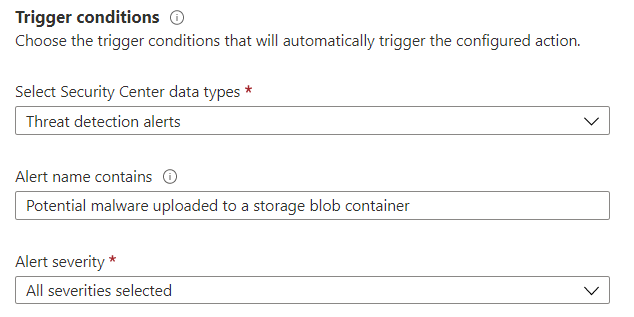 Trigger conditions
Choose the trigger conditions that will automatically trigger the configured action.
Select Security Center data types *
Threat detection alerts
Alert name contains
Potential malware uploaded to a storage blob container
Alert severity *
All severities selected